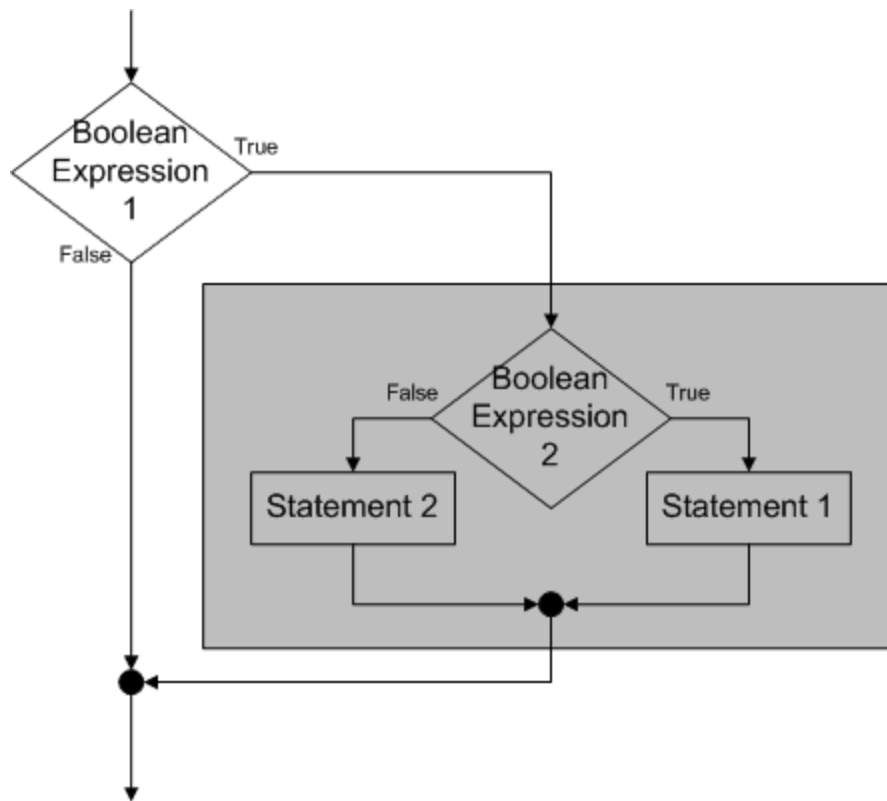 Boolean
Expression
1
True
False
Boolean
Expression
2
False
True
Statement 2
Statement 1